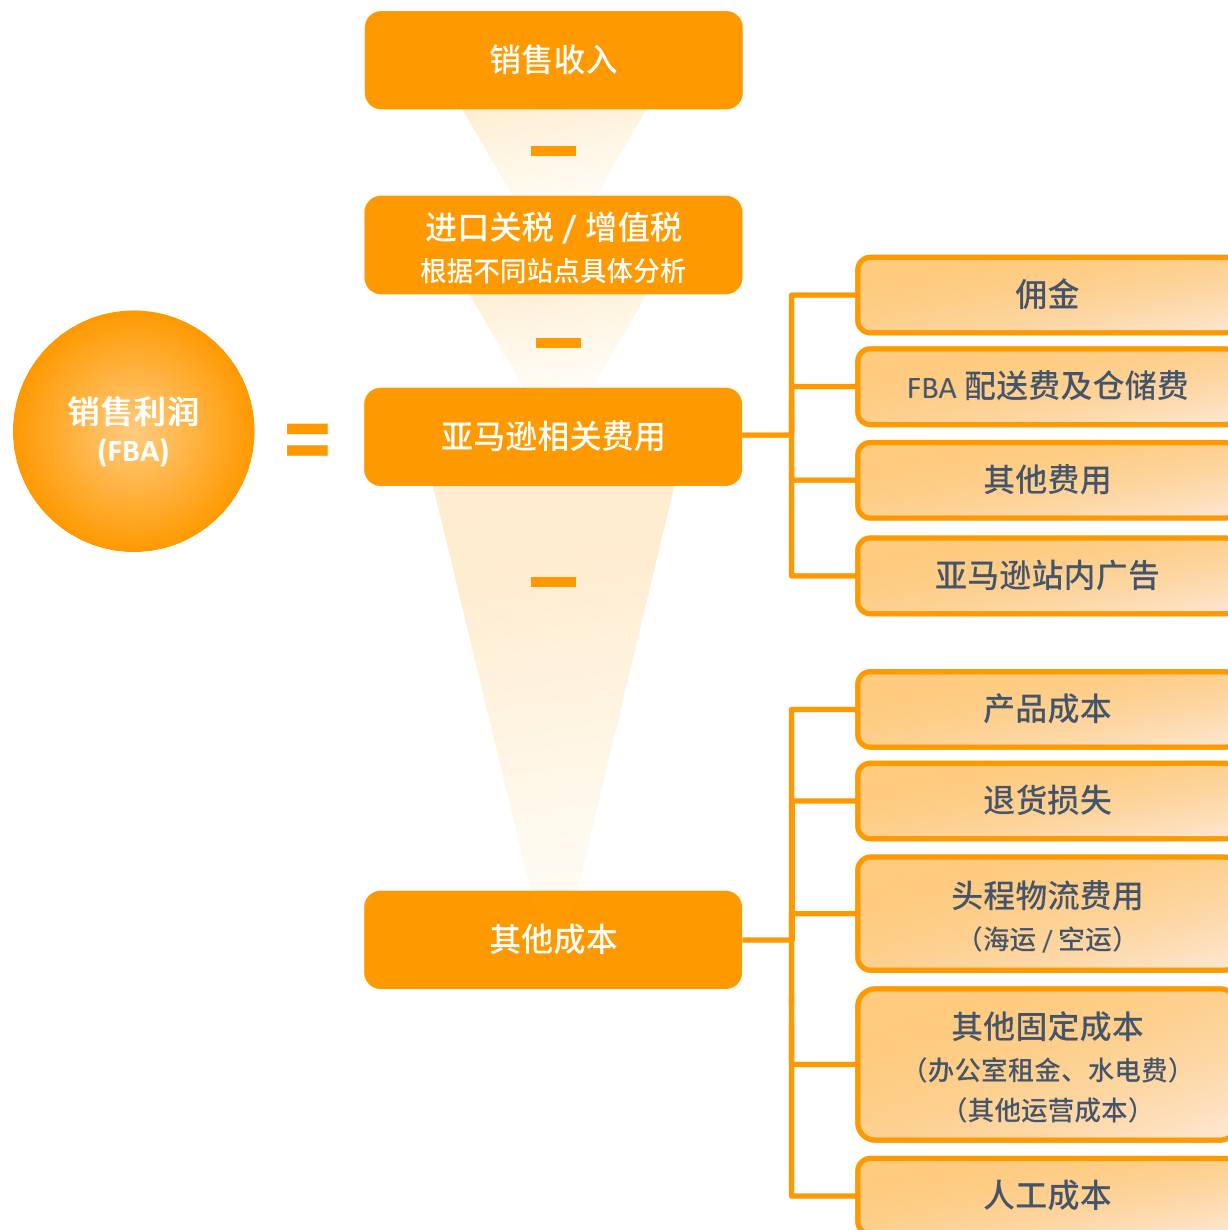 销售收入
进口关税 / 增值税
根据不同站点具体分析
销售利润
(FBA)
亚马逊相关费用
佣金
FBA 配送费及仓储费
其他费用
亚马逊站内广告
其他成本
产品成本
退货损失
头程物流费用
（海运 / 空运）
其他固定成本
（办公室租金、水电费）
（其他运营成本）
人工成本